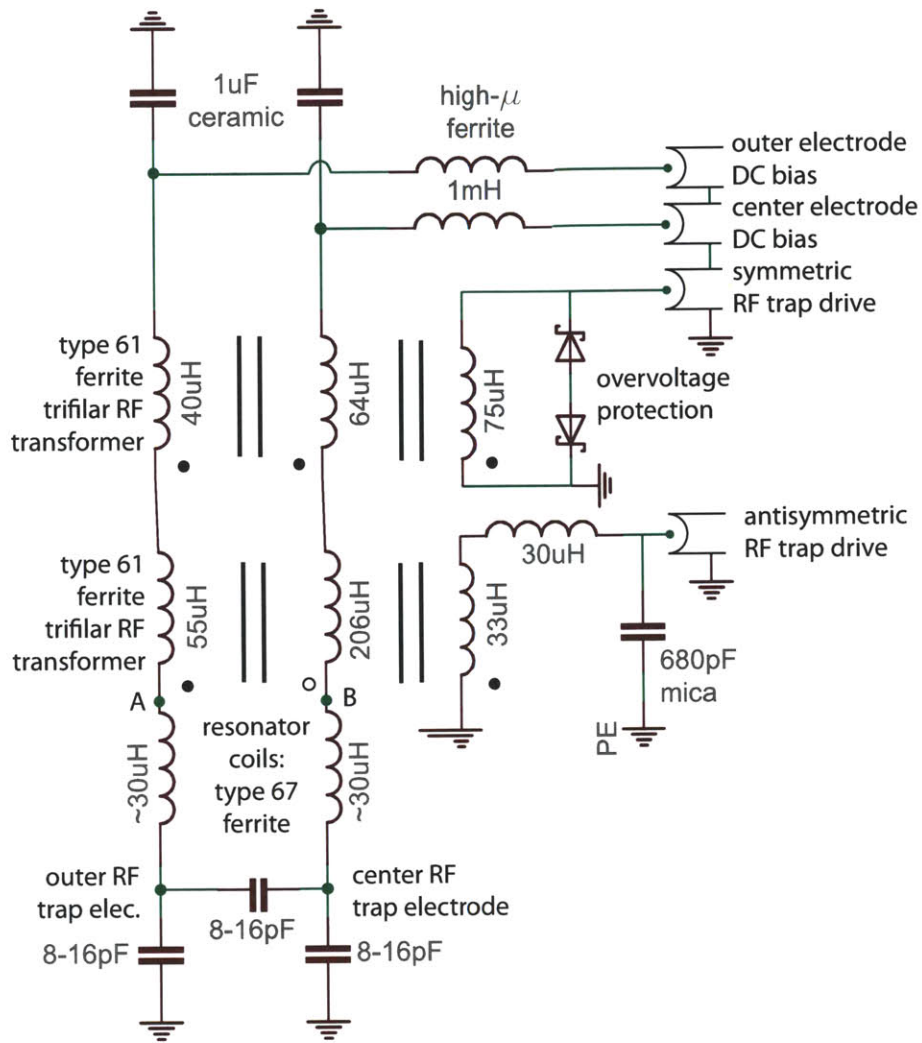 1uF
ceramic
high-μ
ferrite
1mH
outer electrode
DC bias
center electrode
DC bias
symmetric
RF trap drive
type 61
ferrite
trifilar RF
transformer
40uH
64uH
75uH
overvoltage
protection
antisymmetric
RF trap drive
30uH
type 61
ferrite
trifilar RF
transformer
55uH
206uH
33uH
680pF
mica
PE
A
B
resonator
coils:
type 67
ferrite
~30uH
~30uH
outer RF
trap elec.
center RF
trap electrode
8-16pF
8-16pF
8-16pF